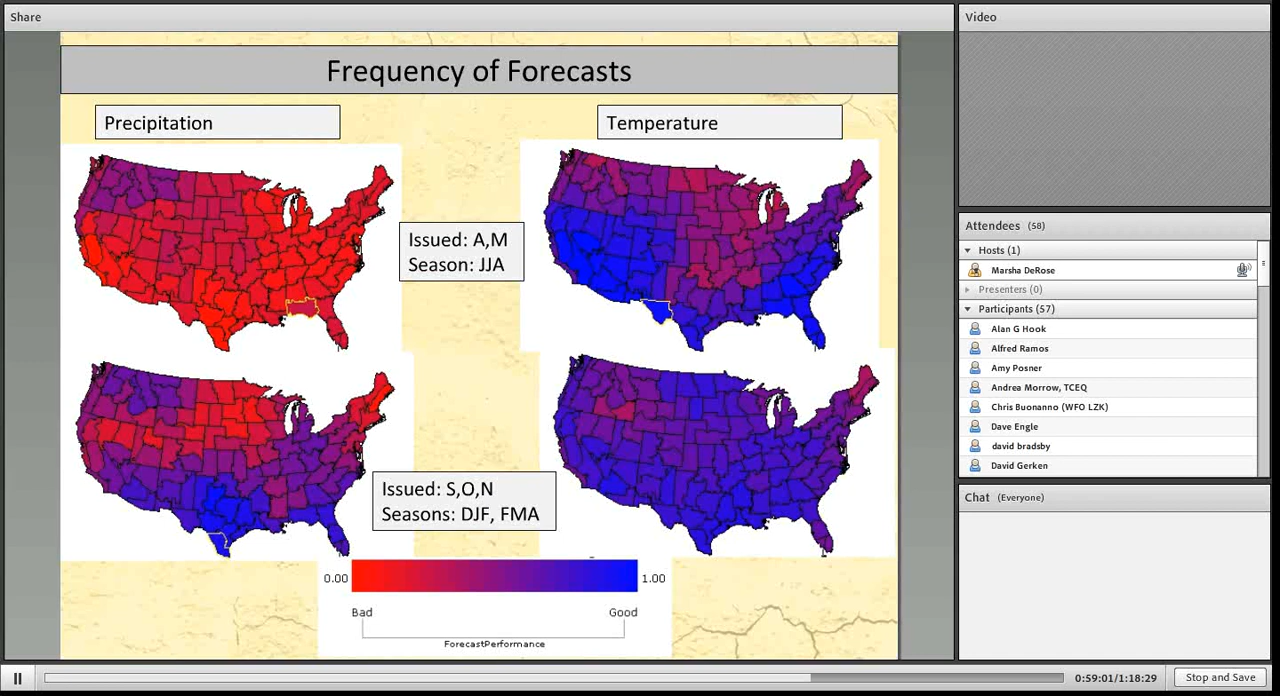 Share
Frequency of Forecasts
Precipitation
Temperature
Issued: A,M
Season: JJA
Issued: S,O,N
Seasons: DJF, FMA
0.00
1.00
Bad
Good
ForecastPerformance
Video
Attendees (58)
Hosts (1)
Marsha DeRose
Presenters (0)
Participants (57)
Alan G Hook
Alfred Ramos
Amy Posner
Andrea Morrow, TCEQ
Chris Buonanno (WFO LZK)
Dave Engle
david bradsby
David Gerken
Chat (Everyone)
0:59:01/1:18:29
Stop and Save